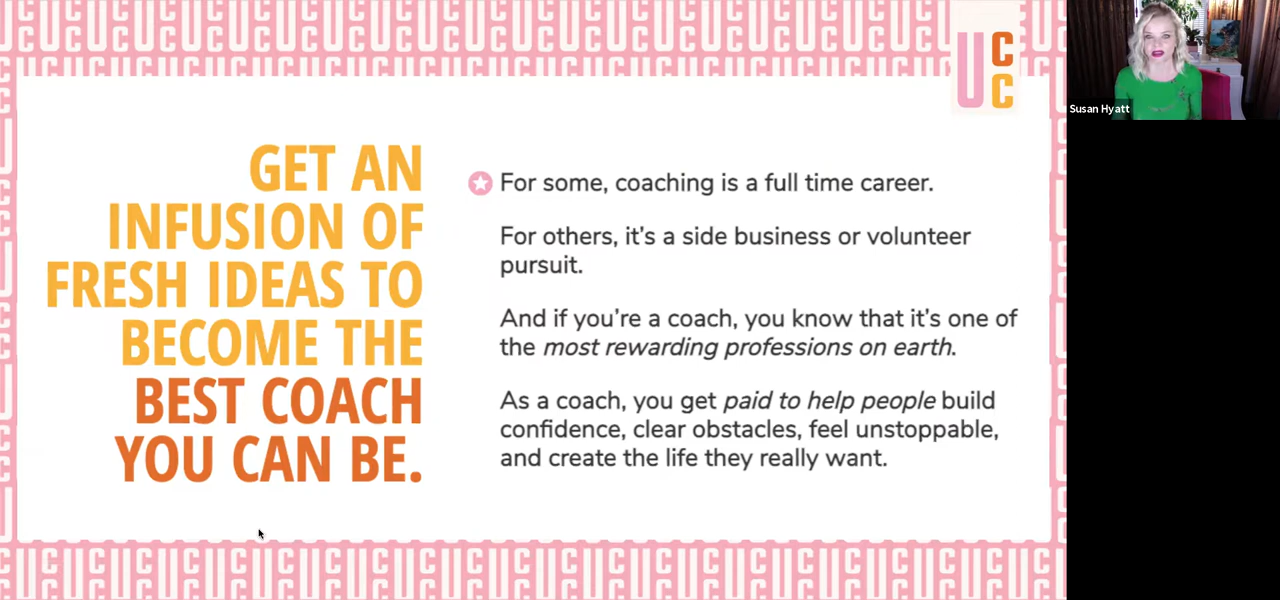 GET AN
INFUSION OF
FRESH IDEAS TO
BECOME THE
BEST COACH
YOU CAN BE.
For some, coaching is a full time career.
For others, it's a side business or volunteer
pursuit.
And if you're a coach, you know that it's one of
the most rewarding professions on earth.
As a coach, you get paid to help people build
confidence, clear obstacles, feel unstoppable,
and create the life they really want.
UCC
Susan Hyatt